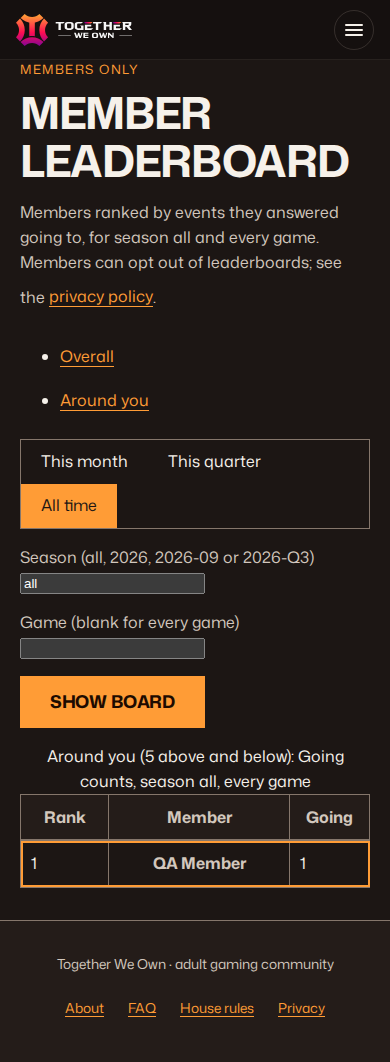 TOGETHER
WE OWN
MEMBERS ONLY
MEMBER
LEADERBOARD
Members ranked by events they answered
going to, for season all and every game.
Members can opt out of leaderboards; see
the privacy policy.
Overall
Around you
This month This quarter
All time
Season (all, 2026, 2026-09 or 2026-Q3)
all
Game (blank for every game)
SHOW BOARD
Around you (5 above and below): Going
counts, season all, every game
Rank Member Going
1 QA Member 1
Together We Own · adult gaming community
About FAQ House rules Privacy